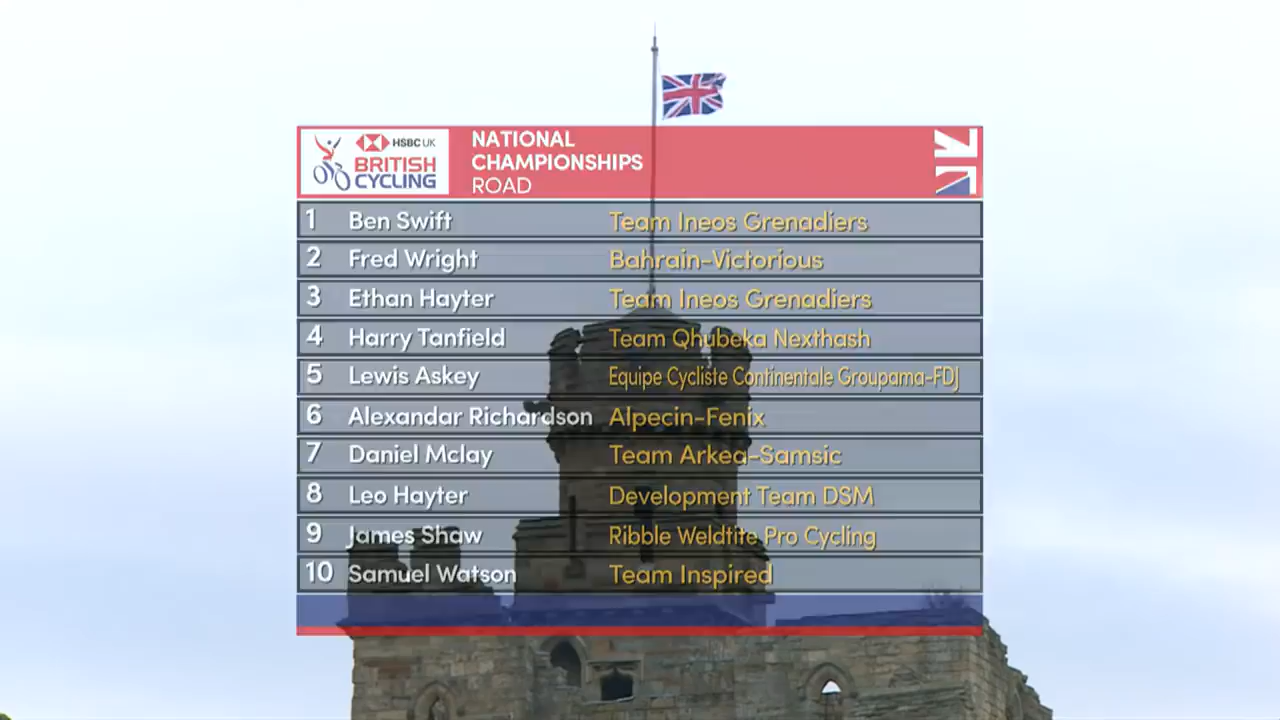 HSBC UK
BRITISH
CYCLING
NATIONAL
CHAMPIONSHIPS
ROAD
1 Ben Swift Team Ineos Grenadiers
2 Fred Wright Bahrain-Victorious
3 Ethan Hayter Team Ineos Grenadiers
4 Harry Tanfield Team Qhubeka Nexthash
5 Lewis Askey Equipe Cycliste Continentale Groupama-FDJ
6 Alexandar Richardson Alpecin-Fenix
7 Daniel Mclay Team Arkea-Samsic
8 Leo Hayter Development Team DSM
9 James Shaw Ribble Weldtite Pro Cycling
10 Samuel Watson Team Inspired